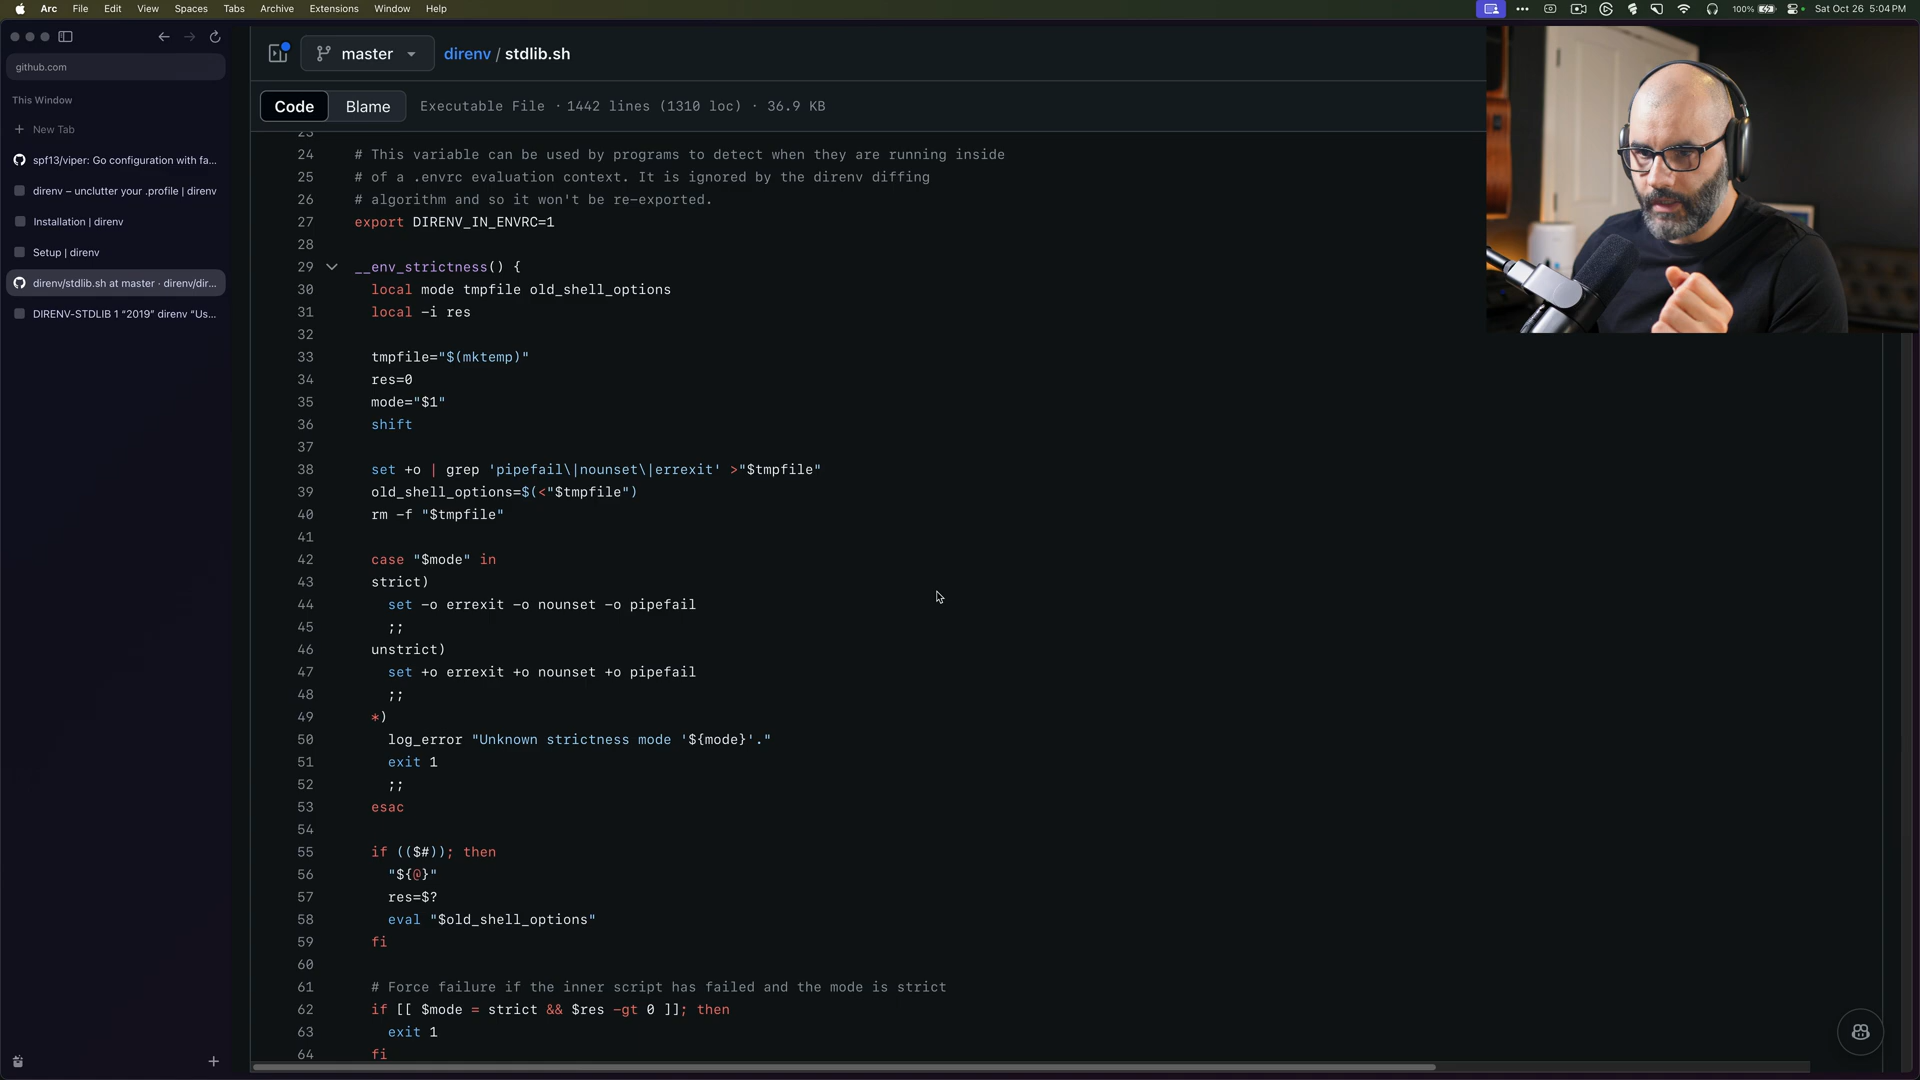 Arc File Edit View Spaces Tabs Archive Extensions Window Help
100% Sat Oct 26 5:04 PM
github.com
This Window
New Tab
spf13/viper: Go configuration with fa...
direnv – unclutter your .profile | direnv
Installation | direnv
Setup | direnv
direnv/stdlib.sh at master · direnv/dir...
DIRENV-STDLIB 1 “2019” direnv “Us...
master direnv / stdlib.sh
Code Blame Executable File · 1442 lines (1310 loc) · 36.9 KB
23
24 # This variable can be used by programs to detect when they are running inside
25 # of a .envrc evaluation context. It is ignored by the direnv diffing
26 # algorithm and so it won't be re-exported.
27 export DIRENV_IN_ENVRC=1
28
29 __env_strictness() {
30 local mode tmpfile old_shell_options
31 local -i res
32
33 tmpfile="$(mktemp)"
34 res=0
35 mode="$1"
36 shift
37
38 set +o | grep 'pipefail\|nounset\|errexit' >"$tmpfile"
39 old_shell_options=$(<"$tmpfile")
40 rm -f "$tmpfile"
41
42 case "$mode" in
43 strict)
44 set -o errexit -o nounset -o pipefail
45 ;;
46 unstrict)
47 set +o errexit +o nounset +o pipefail
48 ;;
49 *)
50 log_error "Unknown strictness mode '${mode}'."
51 exit 1
52 ;;
53 esac
54
55 if (($#)); then
56 "${@}"
57 res=$?
58 eval "$old_shell_options"
59 fi
60
61 # Force failure if the inner script has failed and the mode is strict
62 if [[ $mode = strict && $res -gt 0 ]]; then
63 exit 1
64 fi